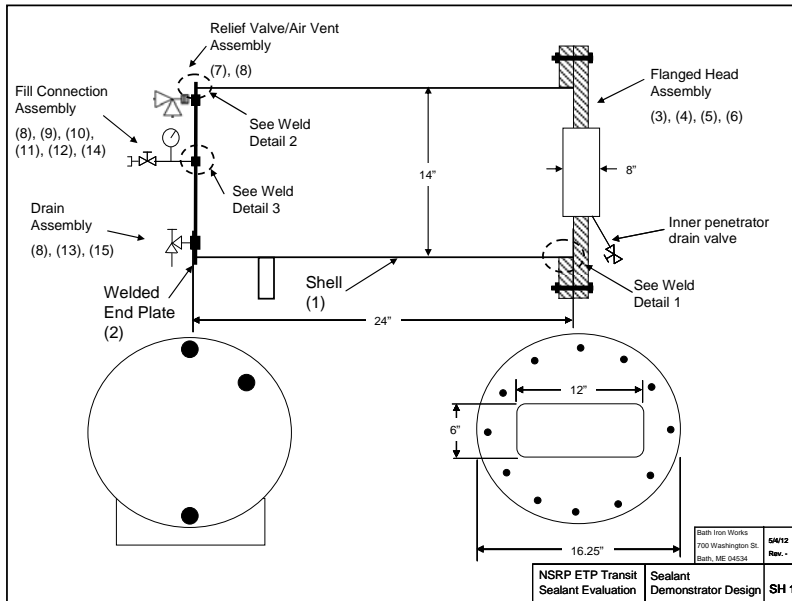 Relief Valve/Air Vent
Assembly
(7), (8)
Fill Connection
Assembly
(8), (9), (10),
(11), (12), (14)
See Weld
Detail 2
Flanged Head
Assembly
(3), (4), (5), (6)
14"
8"
See Weld
Detail 3
Drain
Assembly
(8), (13), (15)
Inner penetrator
drain valve
Welded
End Plate
(2)
Shell
(1)
See Weld
Detail 1
24"
12"
6"
16.25"
Bath Iron Works
700 Washington St.
Bath, ME 04534
5/4/12
Rev. -
NSRP ETP Transit
Sealant Evaluation
Sealant
Demonstrator Design
SH 1